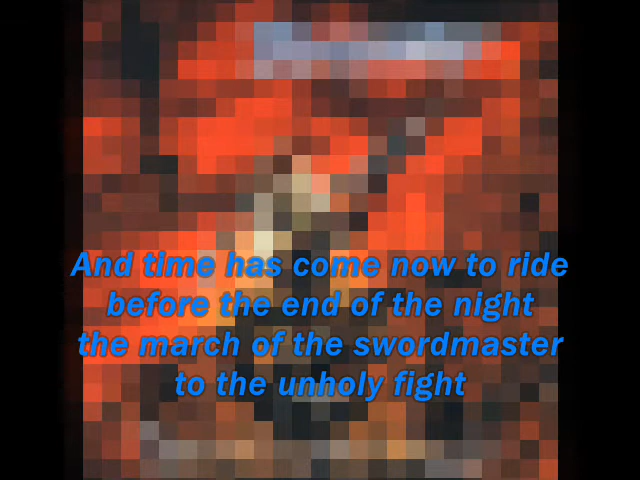 And time has come now to ride
before the end of the night
the march of the swordmaster
to the unholy fight